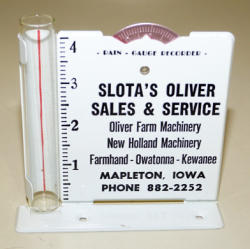 - RAIN - GAUGE RECORDER -
4
3
2
1
SLOTA'S OLIVER
SALES & SERVICE
Oliver Farm Machinery
New Holland Machinery
Farmhand - Owatonna - Kewanee
MAPLETON, IOWA
PHONE 882-2252